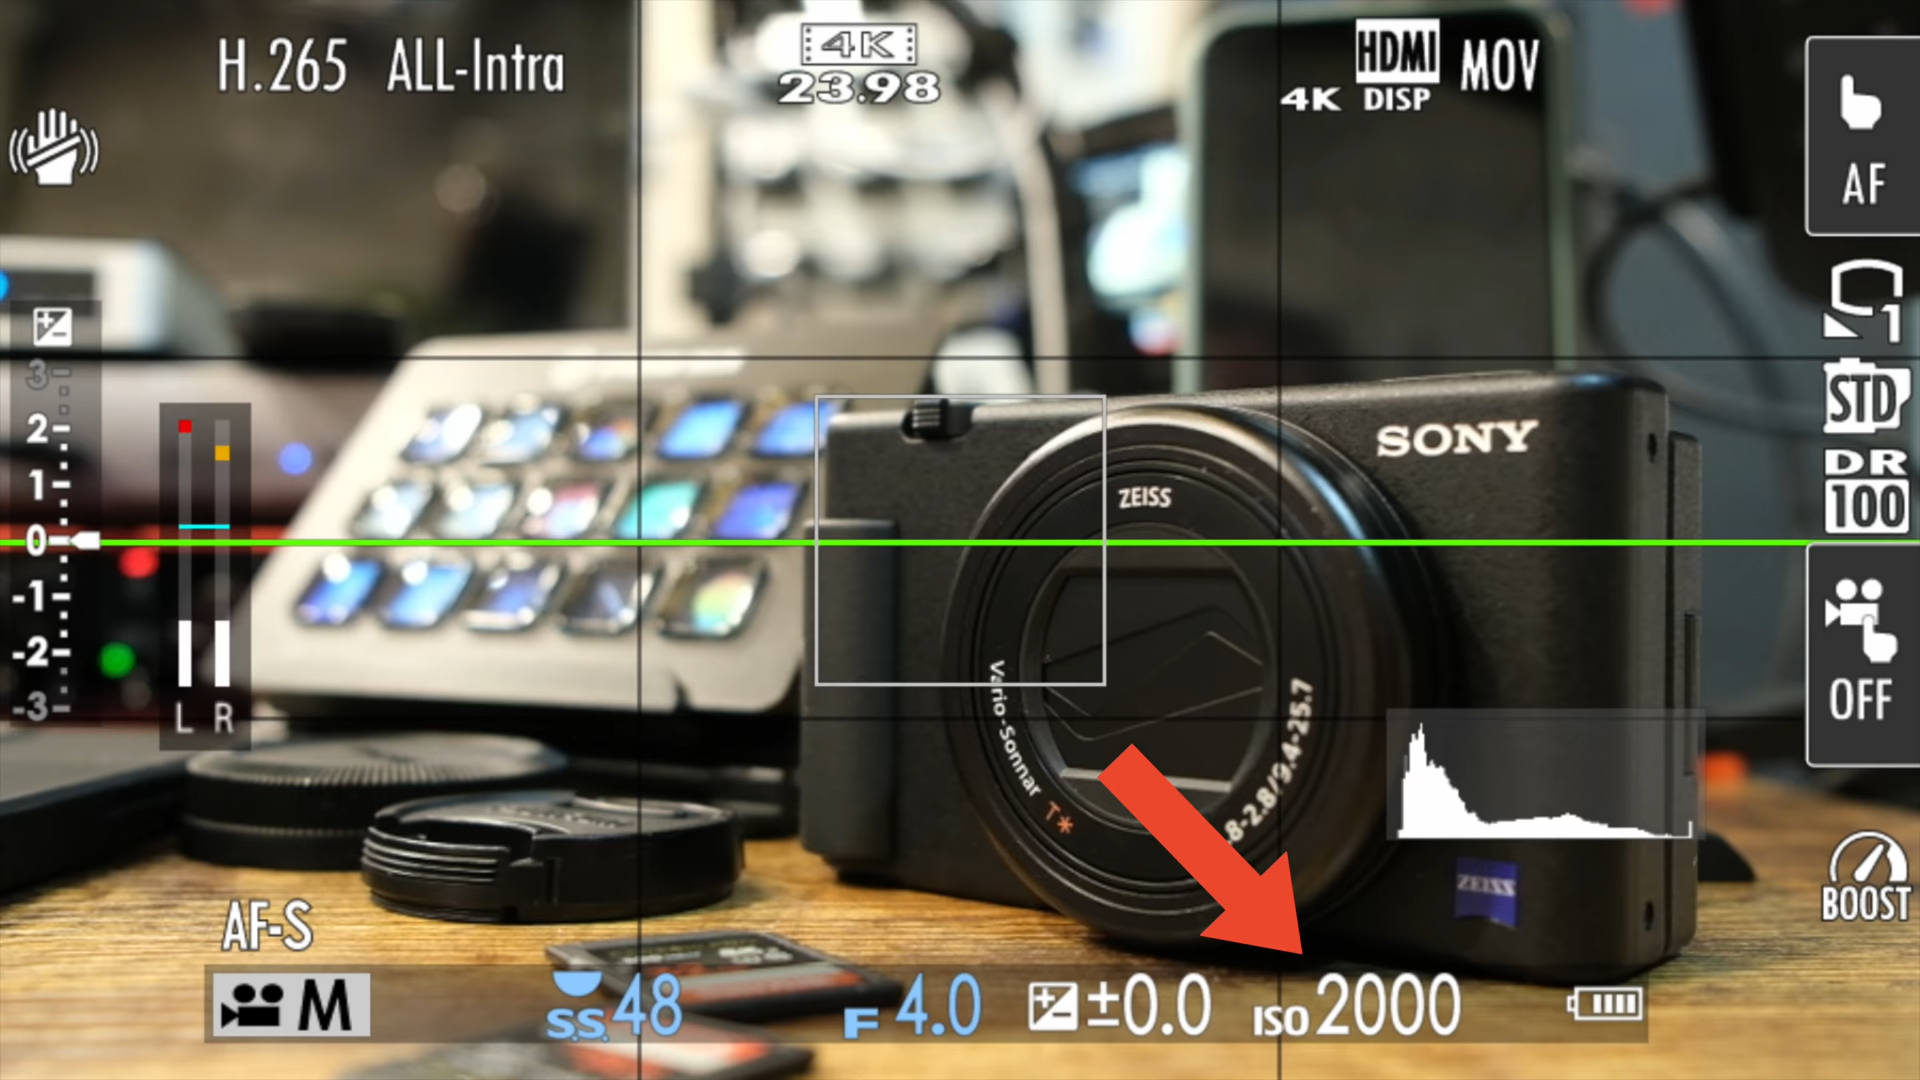 H.265 ALL-Intra
4K
23.98
HDMI
4K DISP
MOV
AF
1
STD
DR
100
OFF
BOOST
3
2
1
0
-1
-2
-3
L R
SONY
ZEISS
Vario-Sonnar T*
.8-2.8/9.4-25.7
ZEISS
AF-S
M
S.S. 48
F 4.0
±0.0
ISO 2000